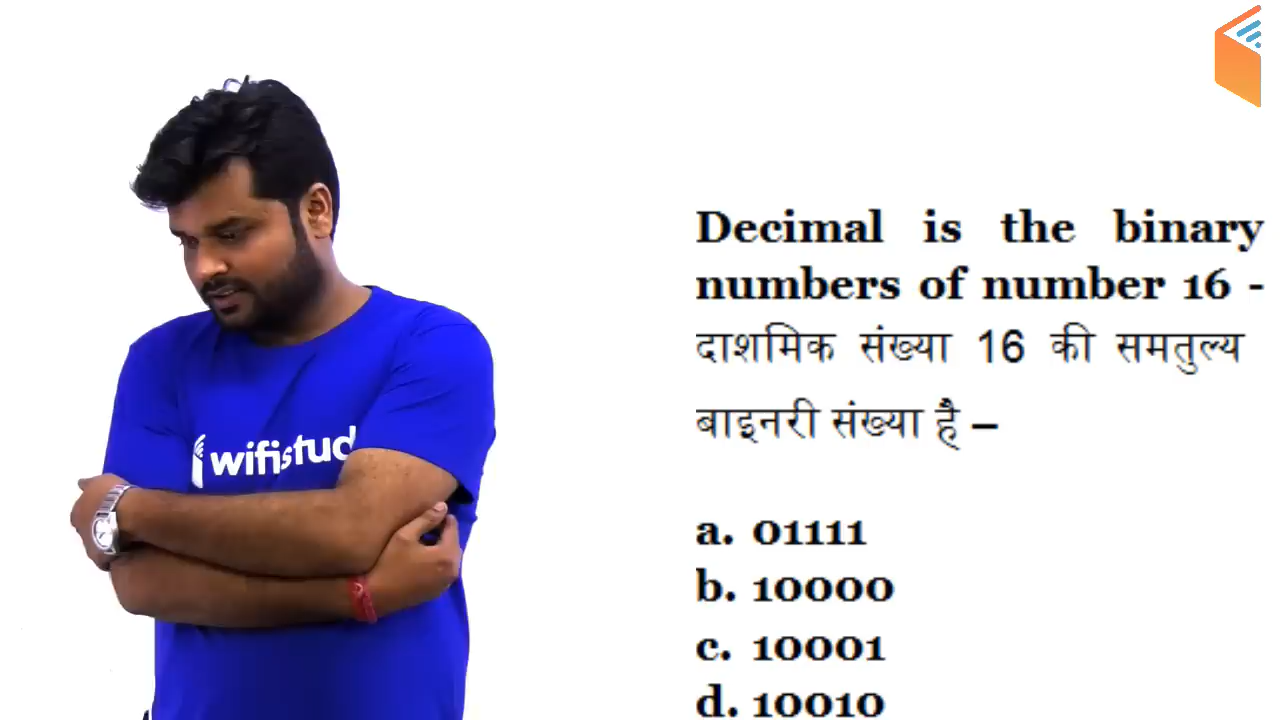 wifistud
Decimal is the binary
numbers of number 16 -
दाशमिक संख्या 16 की समतुल्य
बाइनरी संख्या है –
a. 01111
b. 10000
c. 10001
d. 10010